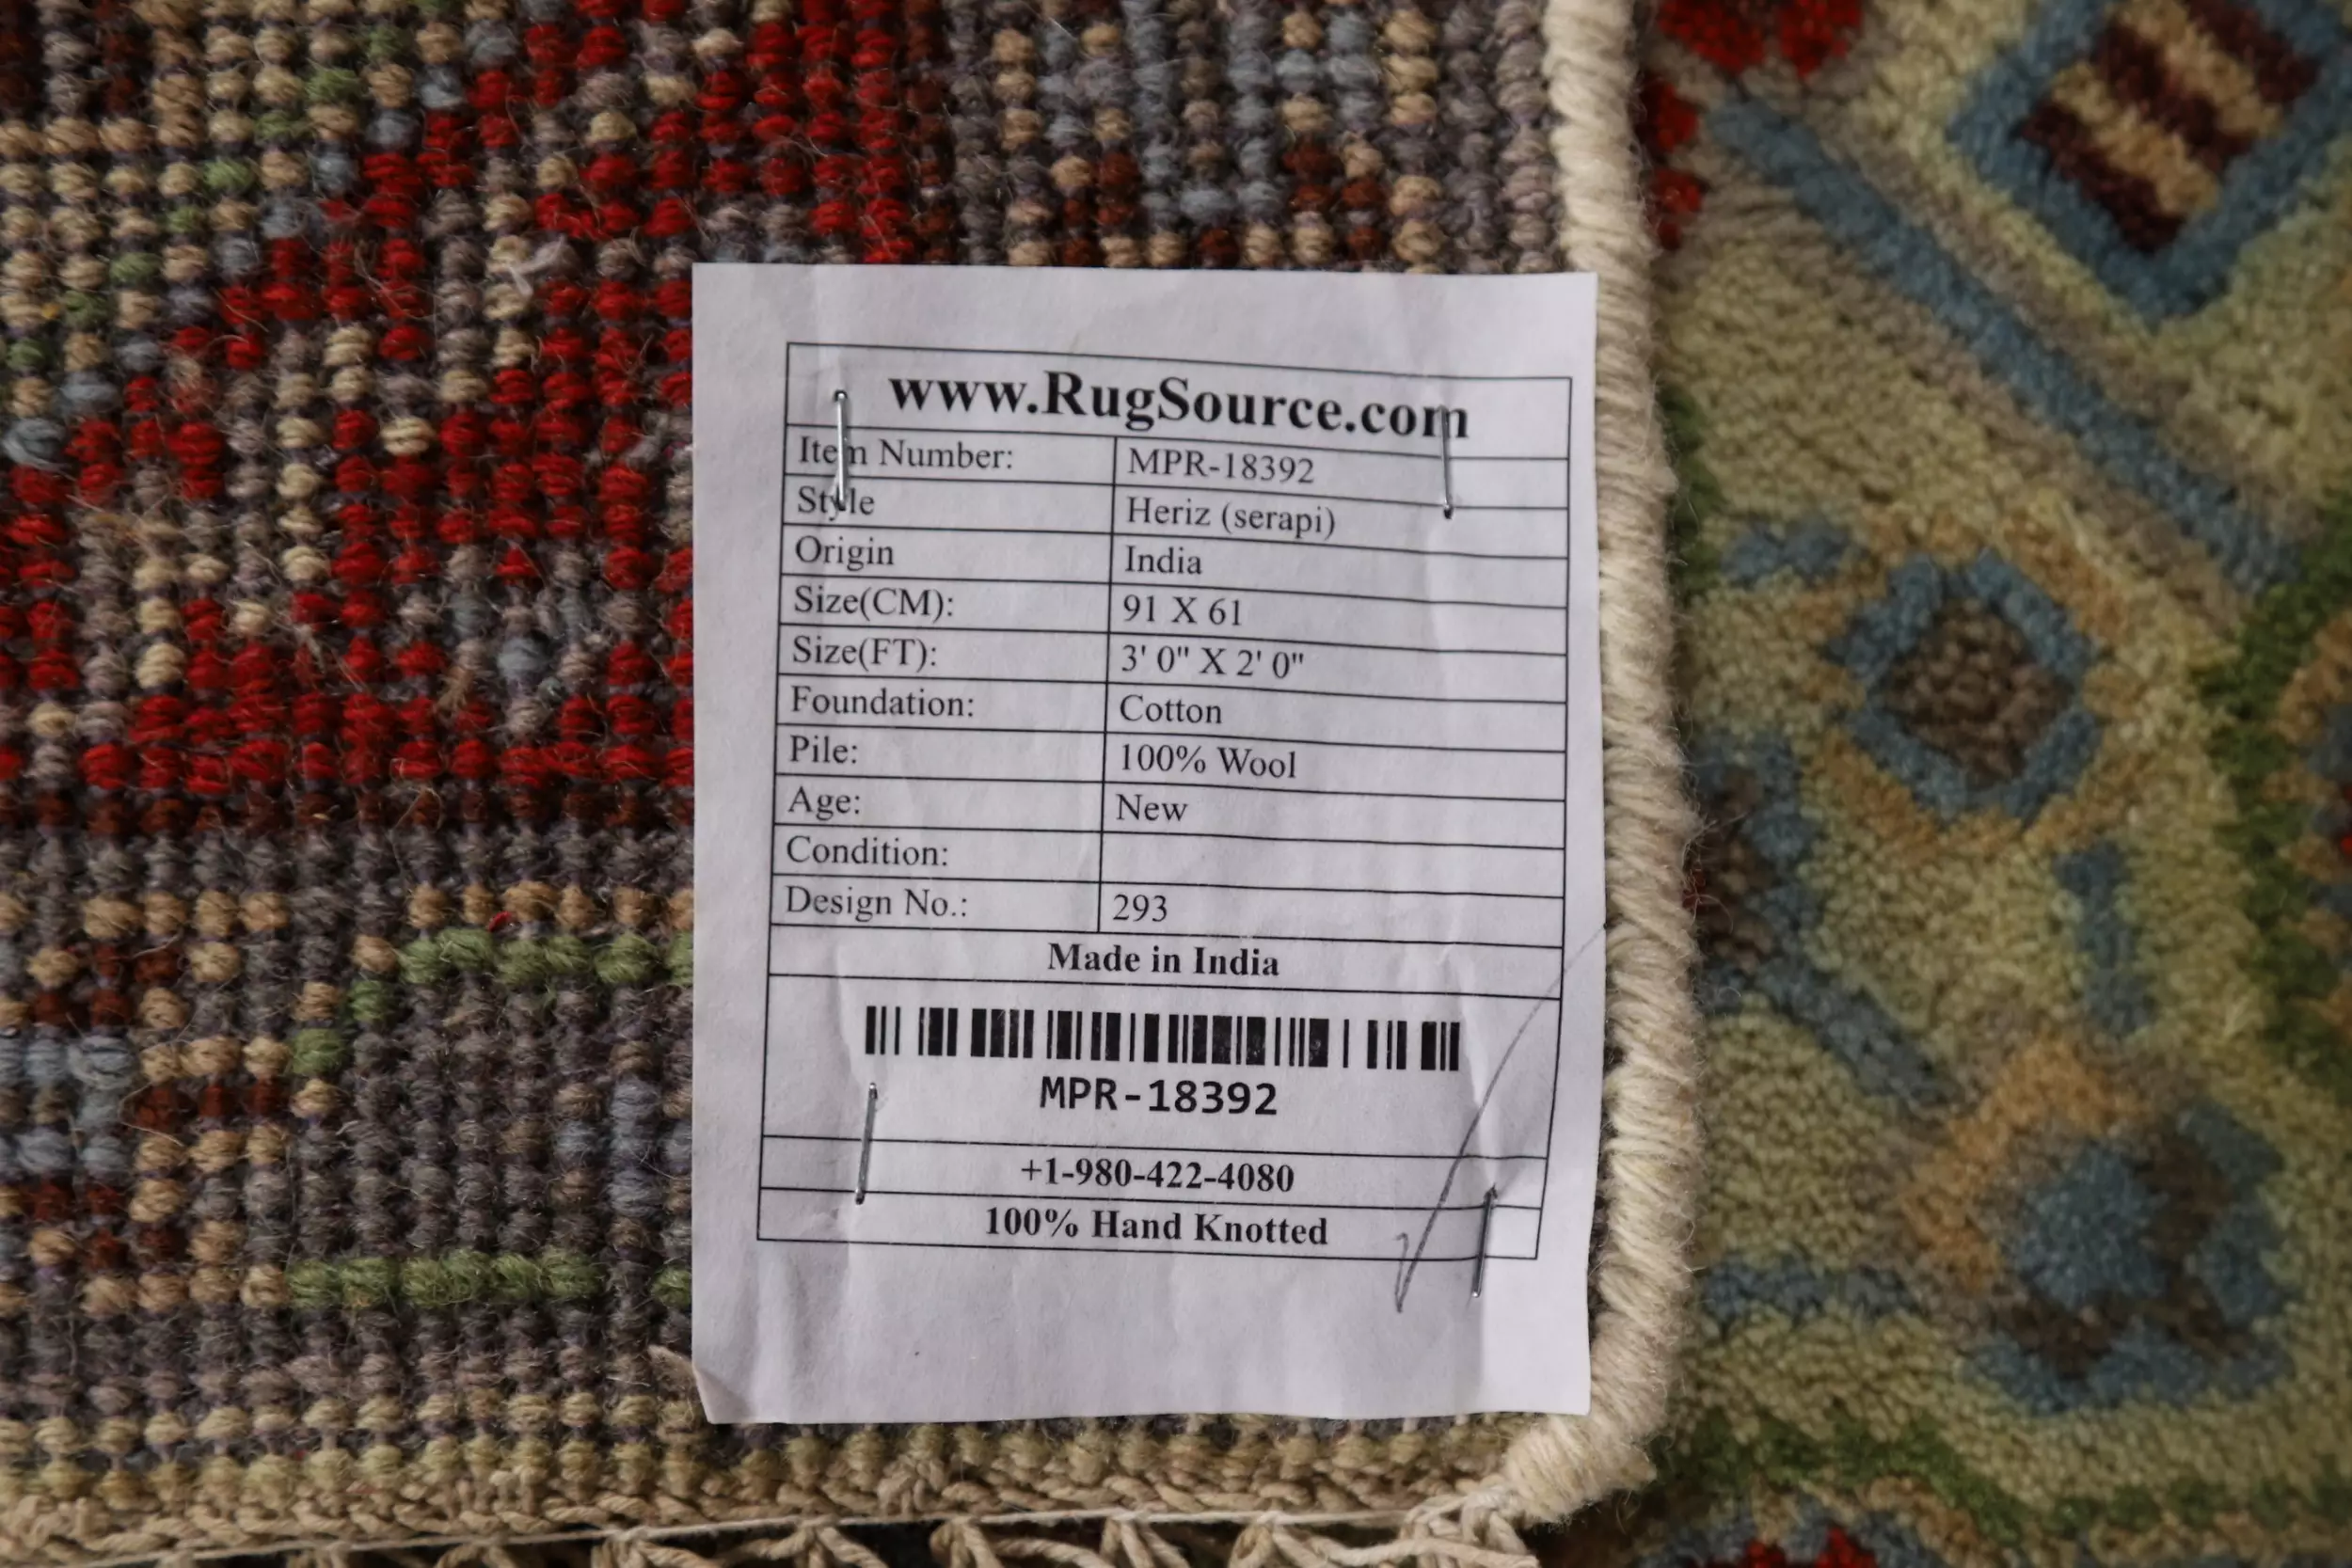 www.RugSource.com
Item Number: MPR-18392
Style Heriz (serapi)
Origin India
Size(CM): 91 X 61
Size(FT): 3' 0" X 2' 0"
Foundation: Cotton
Pile: 100% Wool
Age: New
Condition:
Design No.: 293
Made in India
MPR-18392
+1-980-422-4080
100% Hand Knotted